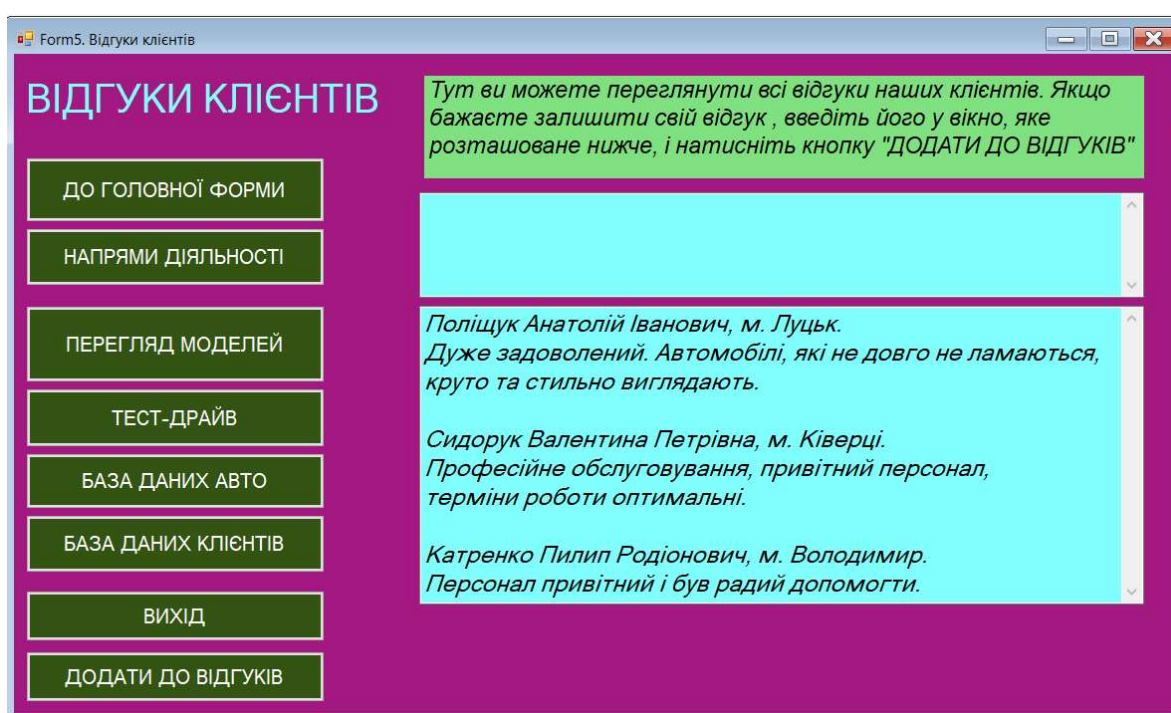 Form5. Відгуки клієнтів
ВІДГУКИ КЛІЄНТІВ
ДО ГОЛОВНОЇ ФОРМИ
НАПРЯМИ ДІЯЛЬНОСТІ
ПЕРЕГЛЯД МОДЕЛЕЙ
ТЕСТ-ДРАЙВ
БАЗА ДАНИХ АВТО
БАЗА ДАНИХ КЛІЄНТІВ
ВИХІД
ДОДАТИ ДО ВІДГУКІВ
Тут ви можете переглянути всі відгуки наших клієнтів. Якщо
бажаєте залишити свій відгук , введіть його у вікно, яке
розташоване нижче, і натисніть кнопку "ДОДАТИ ДО ВІДГУКІВ"
Поліщук Анатолій Іванович, м. Луцьк.
Дуже задоволений. Автомобілі, які не довго не ламаються,
круто та стильно виглядають.
Сидорук Валентина Петрівна, м. Ківерці.
Професійне обслуговування, привітний персонал,
терміни роботи оптимальні.
Катренко Пилип Родіонович, м. Володимир.
Персонал привітний і був радий допомогти.